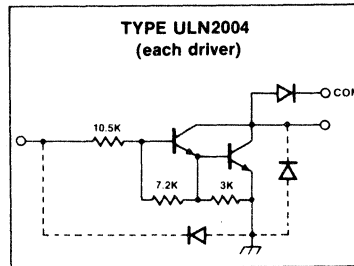 TYPE ULN2004
(each driver)
COM
10.5K
7.2K
3K